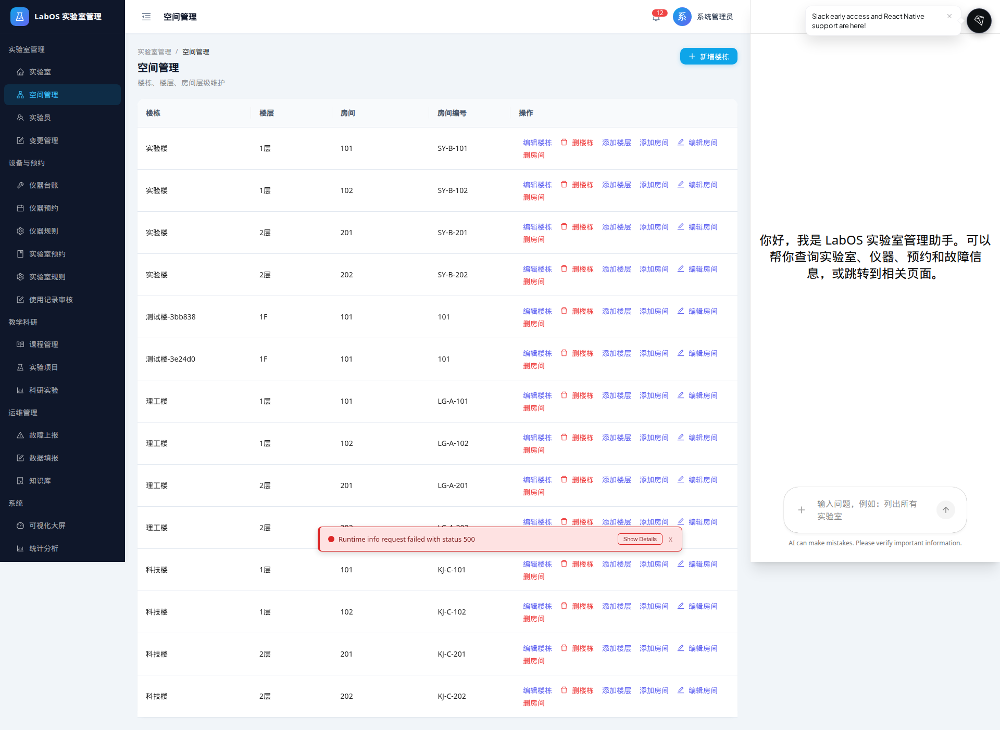 LabOS 实验室管理
实验室管理
实验室
空间管理
实验员
变更管理
设备与预约
仪器台账
仪器预约
仪器规则
实验室预约
实验室规则
使用记录审核
教学科研
课程管理
实验项目
科研实验
运维管理
故障上报
数据填报
知识库
系统
可视化大屏
统计分析
空间管理
12
系 系统管理员
实验室管理 / 空间管理
空间管理
楼栋、楼层、房间层级维护
新增楼栋
楼栋 楼层 房间 房间编号 操作
实验楼 1层 101 SY-B-101 编辑楼栋 删楼栋 添加楼层 添加房间 编辑房间
删房间
实验楼 1层 102 SY-B-102 编辑楼栋 删楼栋 添加楼层 添加房间 编辑房间
删房间
实验楼 2层 201 SY-B-201 编辑楼栋 删楼栋 添加楼层 添加房间 编辑房间
删房间
实验楼 2层 202 SY-B-202 编辑楼栋 删楼栋 添加楼层 添加房间 编辑房间
删房间
测试楼-3bb838 1F 101 101 编辑楼栋 删楼栋 添加楼层 添加房间 编辑房间
删房间
测试楼-3e24d0 1F 101 101 编辑楼栋 删楼栋 添加楼层 添加房间 编辑房间
删房间
理工楼 1层 101 LG-A-101 编辑楼栋 删楼栋 添加楼层 添加房间 编辑房间
删房间
理工楼 1层 102 LG-A-102 编辑楼栋 删楼栋 添加楼层 添加房间 编辑房间
删房间
理工楼 2层 201 LG-A-201 编辑楼栋 删楼栋 添加楼层 添加房间 编辑房间
删房间
理工楼 2层 编辑楼栋 删楼栋 添加楼层 添加房间 编辑房间
Runtime info request failed with status 500 Show Details x
科技楼 1层 101 KJ-C-101 编辑楼栋 删楼栋 添加楼层 添加房间 编辑房间
删房间
科技楼 1层 102 KJ-C-102 编辑楼栋 删楼栋 添加楼层 添加房间 编辑房间
删房间
科技楼 2层 201 KJ-C-201 编辑楼栋 删楼栋 添加楼层 添加房间 编辑房间
删房间
科技楼 2层 202 KJ-C-202 编辑楼栋 删楼栋 添加楼层 添加房间 编辑房间
删房间
Slack early access and React Native
support are here!
你好，我是 LabOS 实验室管理助手。可以
帮你查询实验室、仪器、预约和故障信
息，或跳转到相关页面。
输入问题，例如：列出所有
实验室
AI can make mistakes. Please verify important information.